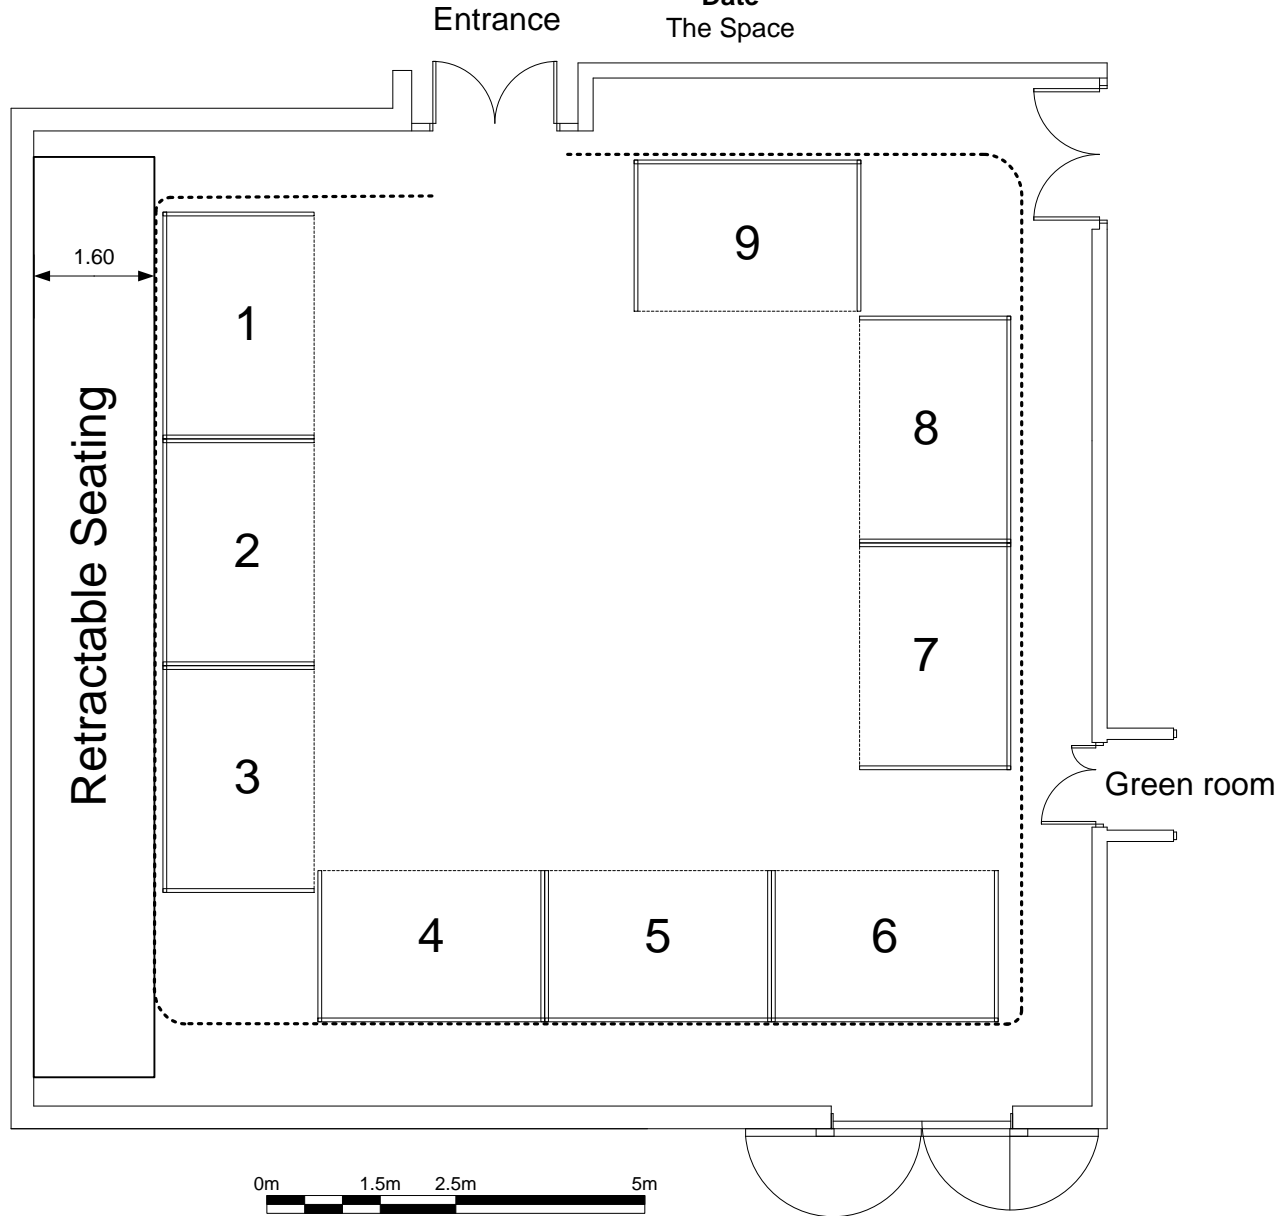 Date
Entrance
The Space
1.60
Retractable Seating
1
2
3
4
5
6
7
8
9
Green room
0m 1.5m 2.5m 5m